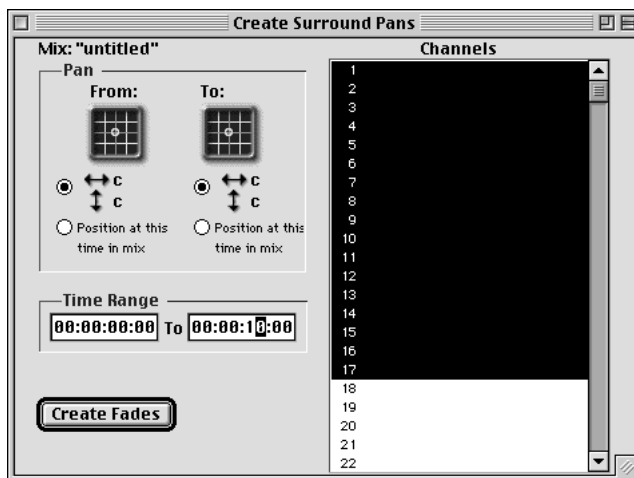 Create Surround Pans
Mix: "untitled"
Pan
From:
To:
C
C
C
C
Position at this
time in mix
Position at this
time in mix
Time Range
00:00:00:00 To 00:00:10:00
Create Fades
Channels
1
2
3
4
5
6
7
8
9
10
11
12
13
14
15
16
17
18
19
20
21
22